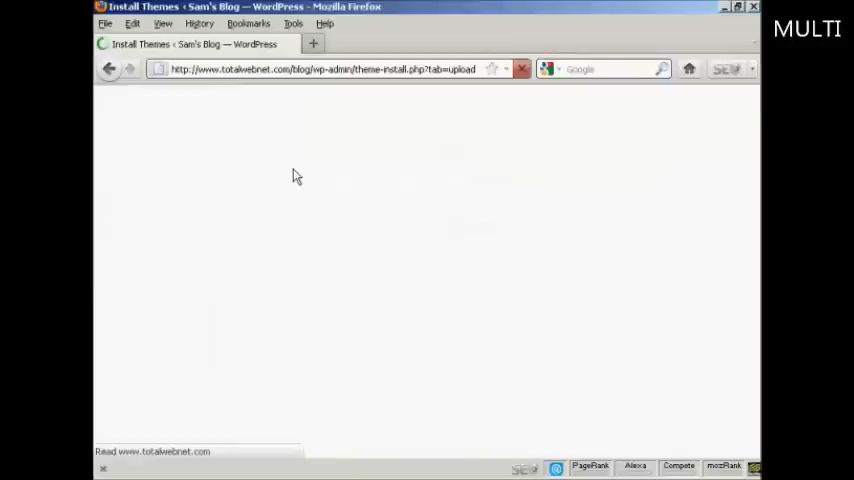 Install Themes ‹ Sam's Blog — WordPress - Mozilla Firefox
MULTI
File Edit View History Bookmarks Tools Help
Install Themes ‹ Sam's Blog — WordPress
http://www.totalwebnet.com/blog/wp-admin/theme-install.php?tab=upload
Google
Read www.totalwebnet.com
PageRank Alexa Compete mozRank